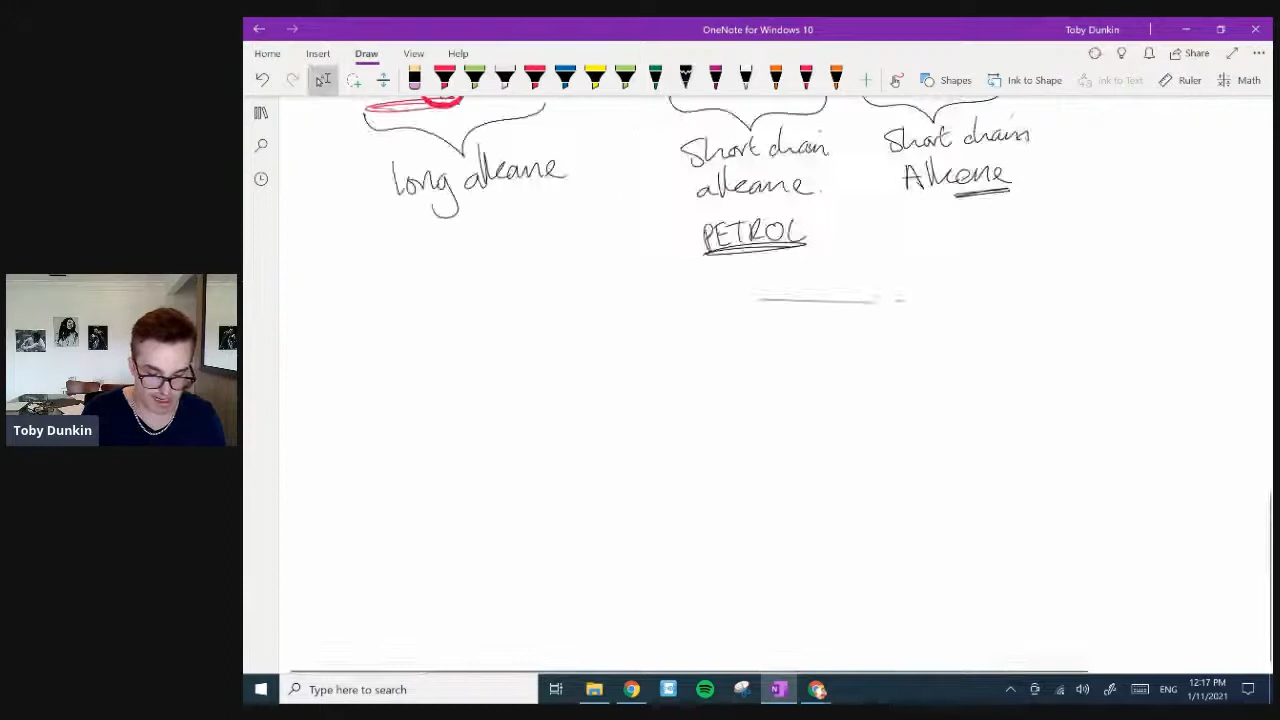 OneNote for Windows 10
Toby Dunkin
Home Insert Draw View Help
Share
Shapes Ink to Shape Ink to Text Ruler Math
long alkane
Short chain
alkane.
PETROL
Short chain
Alkene
Toby Dunkin
Type here to search
ENG
12:17 PM
1/11/2021